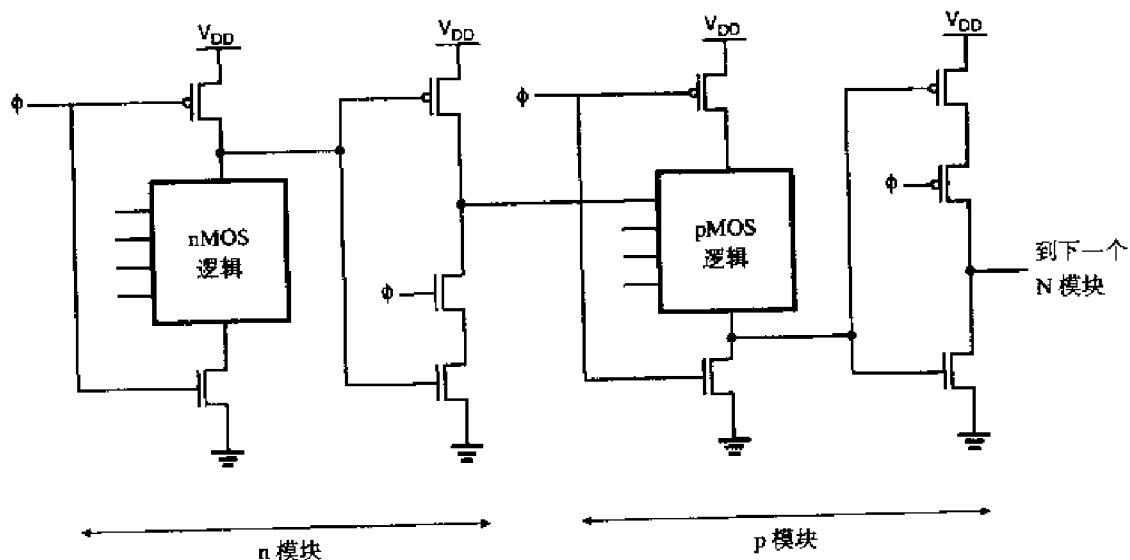 V_DD
V_DD
V_DD
V_DD
ϕ
ϕ
nMOS
逻辑
ϕ
pMOS
逻辑
ϕ
到下一个
N 模块
n 模块
p 模块